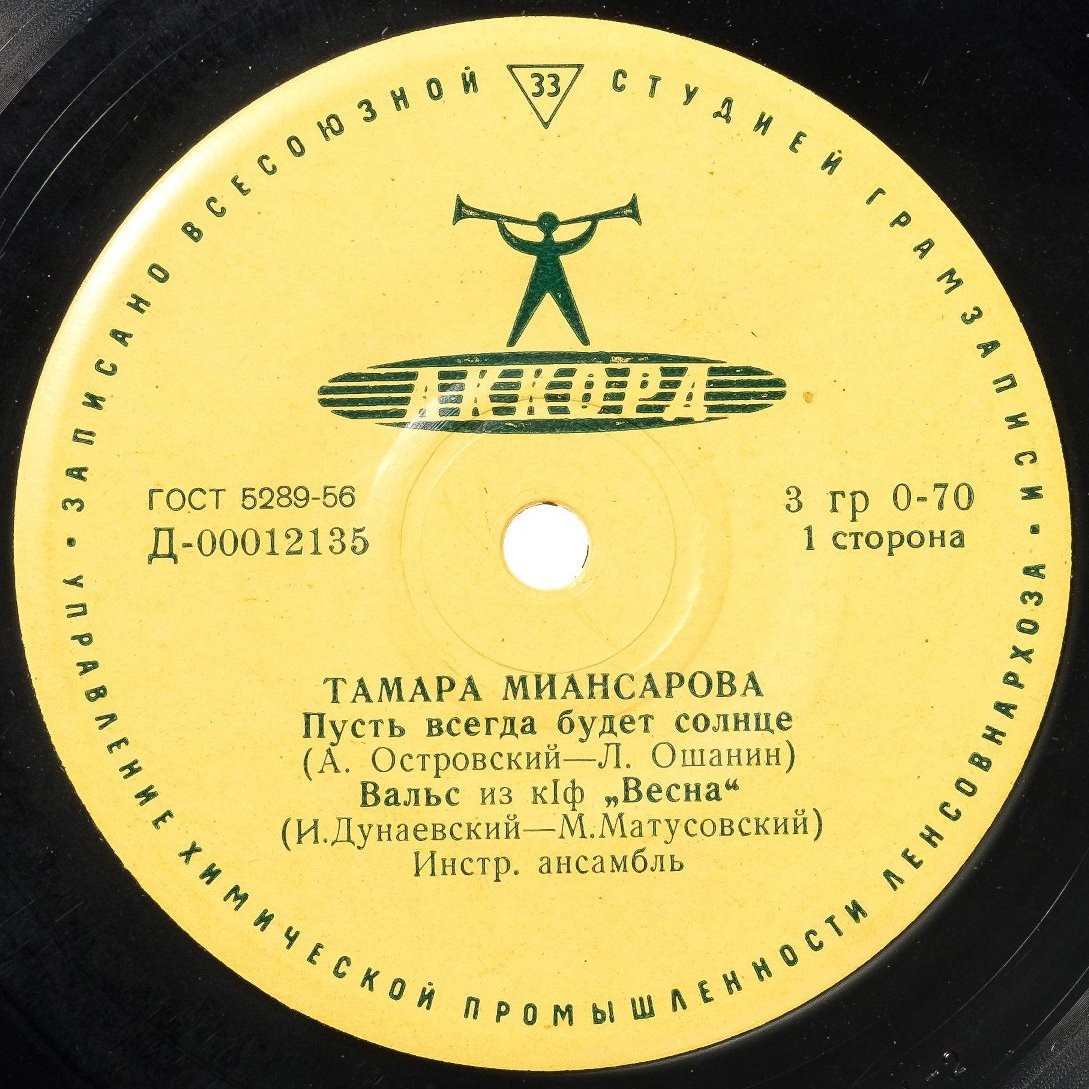 ЗАПИСАНО ВСЕСОЮЗНОЙ 33 СТУДИЕЙ ГРАМЗАПИСИ
АККОРД
ГОСТ 5289-56
Д-00012135
3 гр 0-70
1 сторона
ТАМАРА МИАНСАРОВА
Пусть всегда будет солнце
(А. Островский—Л. Ошанин)
Вальс из к|ф „Весна“
(И.Дунаевский—М.Матусовский)
Инстр. ансамбль
• УПРАВЛЕНИЕ ХИМИЧЕСКОЙ ПРОМЫШЛЕННОСТИ ЛЕНСОВНАРХОЗА •
-2